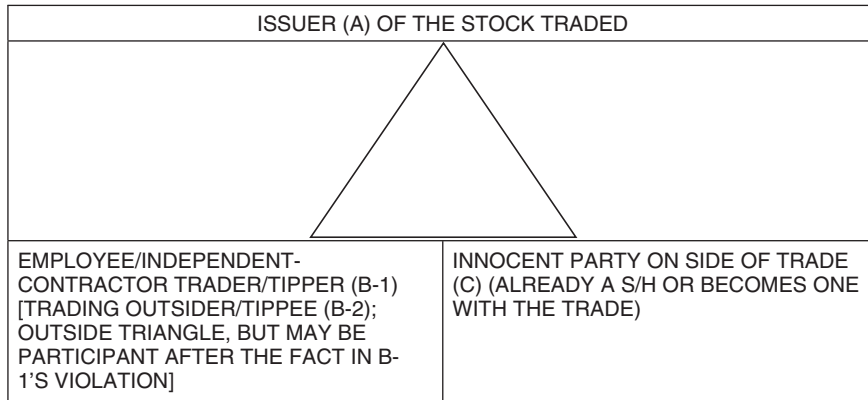 ISSUER (A) OF THE STOCK TRADED
EMPLOYEE/INDEPENDENT-
CONTRACTOR TRADER/TIPPER (B-1)
[TRADING OUTSIDER/TIPPEE (B-2);
OUTSIDE TRIANGLE, BUT MAY BE
PARTICIPANT AFTER THE FACT IN B-
1'S VIOLATION]
INNOCENT PARTY ON SIDE OF TRADE
(C) (ALREADY A S/H OR BECOMES ONE
WITH THE TRADE)